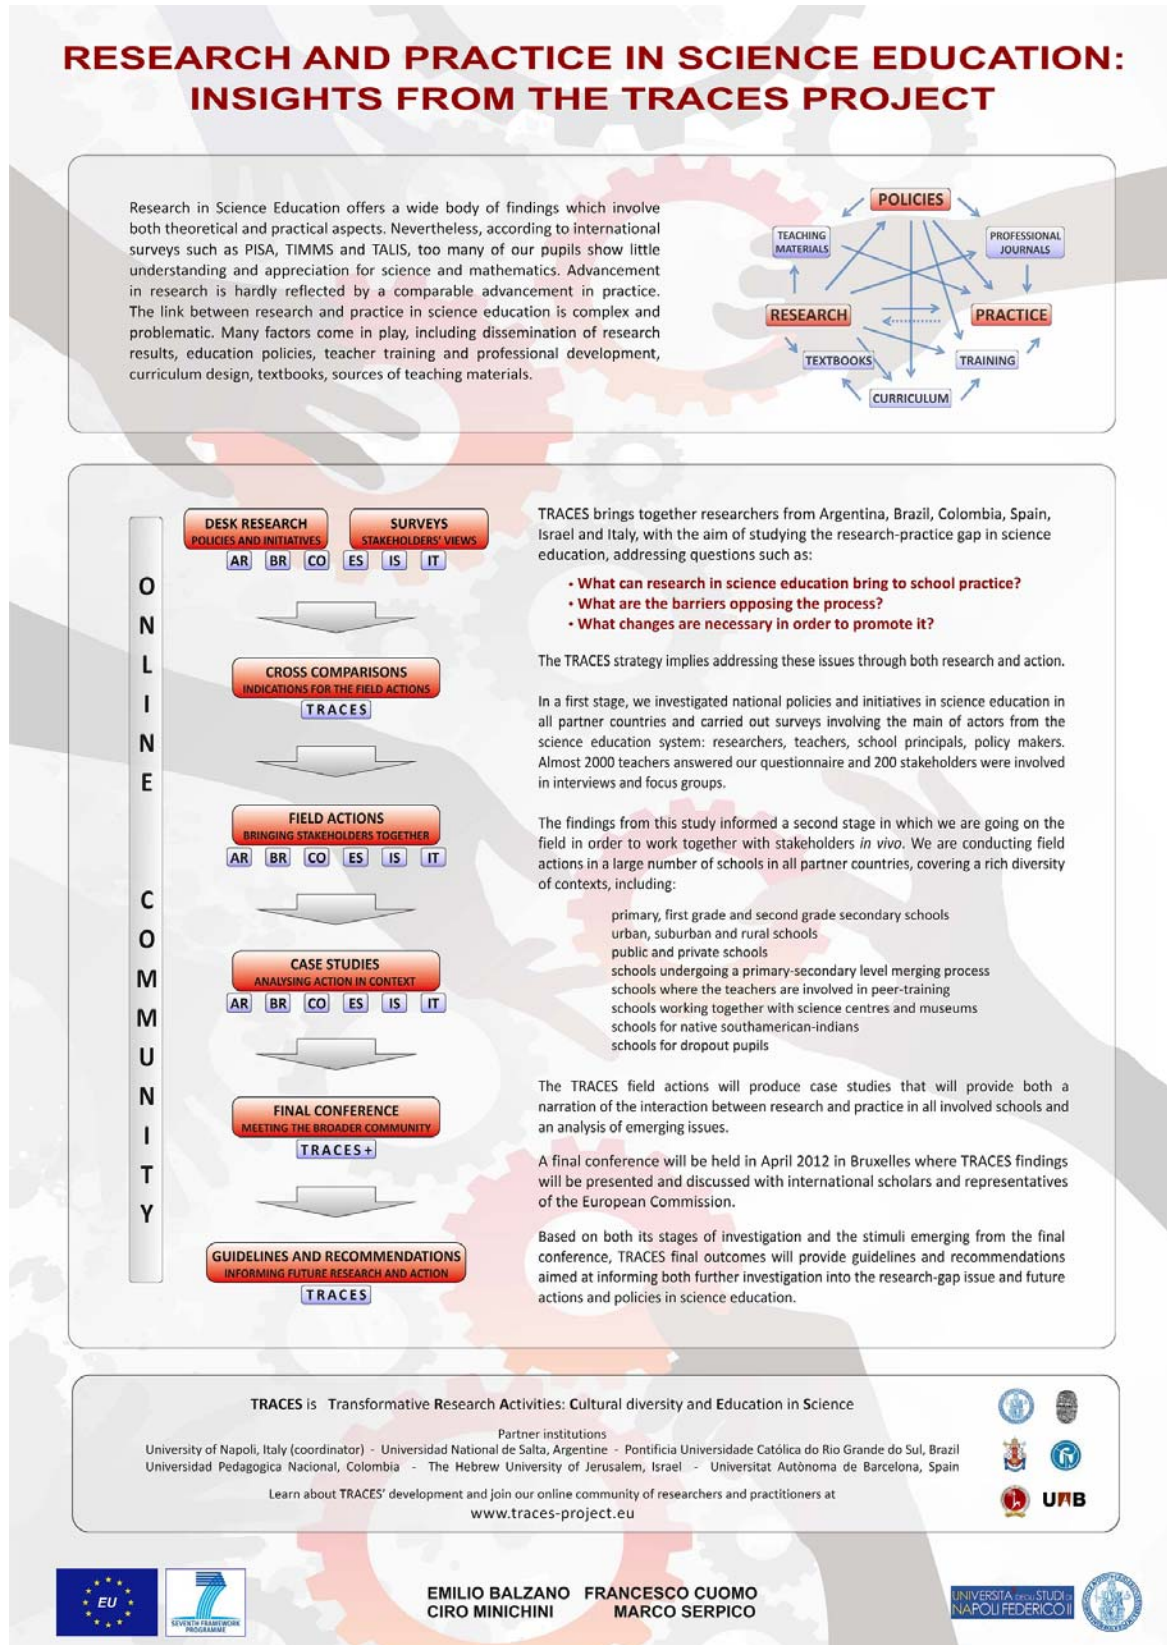 RESEARCH AND PRACTICE IN SCIENCE EDUCATION:
INSIGHTS FROM THE TRACES PROJECT
Research in Science Education offers a wide body of findings which involve
both theoretical and practical aspects. Nevertheless, according to international
surveys such as PISA, TIMMS and TALIS, too many of our pupils show little
understanding and appreciation for science and mathematics. Advancement
in research is hardly reflected by a comparable advancement in practice.
The link between research and practice in science education is complex and
problematic. Many factors come in play, including dissemination of research
results, education policies, teacher training and professional development,
curriculum design, textbooks, sources of teaching materials.
POLICIES
TEACHING
MATERIALS
PROFESSIONAL
JOURNALS
RESEARCH
PRACTICE
TEXTBOOKS
TRAINING
CURRICULUM
ONLINE COMMUNITY
DESK RESEARCH
POLICIES AND INITIATIVES
SURVEYS
STAKEHOLDERS' VIEWS
AR BR CO ES IS IT
CROSS COMPARISONS
INDICATIONS FOR THE FIELD ACTIONS
TRACES
FIELD ACTIONS
BRINGING STAKEHOLDERS TOGETHER
AR BR CO ES IS IT
CASE STUDIES
ANALYSING ACTION IN CONTEXT
AR BR CO ES IS IT
FINAL CONFERENCE
MEETING THE BROADER COMMUNITY
TRACES+
GUIDELINES AND RECOMMENDATIONS
INFORMING FUTURE RESEARCH AND ACTION
TRACES
TRACES brings together researchers from Argentina, Brazil, Colombia, Spain,
Israel and Italy, with the aim of studying the research-practice gap in science
education, addressing questions such as:
• What can research in science education bring to school practice?
• What are the barriers opposing the process?
• What changes are necessary in order to promote it?
The TRACES strategy implies addressing these issues through both research and action.
In a first stage, we investigated national policies and initiatives in science education in
all partner countries and carried out surveys involving the main of actors from the
science education system: researchers, teachers, school principals, policy makers.
Almost 2000 teachers answered our questionnaire and 200 stakeholders were involved
in interviews and focus groups.
The findings from this study informed a second stage in which we are going on the
field in order to work together with stakeholders in vivo. We are conducting field
actions in a large number of schools in all partner countries, covering a rich diversity
of contexts, including:
primary, first grade and second grade secondary schools
urban, suburban and rural schools
public and private schools
schools undergoing a primary-secondary level merging process
schools where the teachers are involved in peer-training
schools working together with science centres and museums
schools for native southamerican-indians
schools for dropout pupils
The TRACES field actions will produce case studies that will provide both a
narration of the interaction between research and practice in all involved schools and
an analysis of emerging issues.
A final conference will be held in April 2012 in Bruxelles where TRACES findings
will be presented and discussed with international scholars and representatives
of the European Commission.
Based on both its stages of investigation and the stimuli emerging from the final
conference, TRACES final outcomes will provide guidelines and recommendations
aimed at informing both further investigation into the research-gap issue and future
actions and policies in science education.
TRACES is Transformative Research Activities: Cultural diversity and Education in Science
Partner institutions
University of Napoli, Italy (coordinator) - Universidad National de Salta, Argentine - Pontificia Universidade Católica do Rio Grande do Sul, Brazil
Universidad Pedagogica Nacional, Colombia - The Hebrew University of Jerusalem, Israel - Universitat Autònoma de Barcelona, Spain
Learn about TRACES' development and join our online community of researchers and practitioners at
www.traces-project.eu
UAB
EU
SEVENTH FRAMEWORK
PROGRAMME
EMILIO BALZANO FRANCESCO CUOMO
CIRO MINICHINI MARCO SERPICO
UNIVERSITÀ DEGLI STUDI DI
NAPOLI FEDERICO II